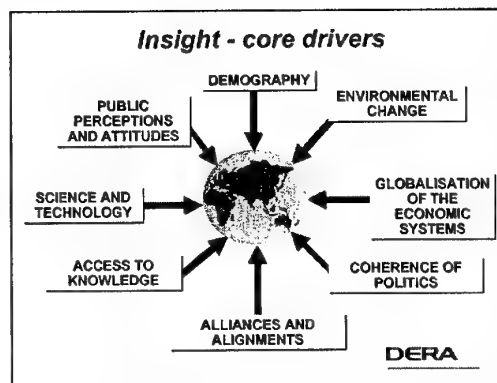 Insight - core drivers
DEMOGRAPHY
PUBLIC
PERCEPTIONS
AND ATTITUDES
ENVIRONMENTAL
CHANGE
SCIENCE AND
TECHNOLOGY
GLOBALISATION
OF THE
ECONOMIC
SYSTEMS
ACCESS TO
KNOWLEDGE
COHERENCE OF
POLITICS
ALLIANCES AND
ALIGNMENTS
DERA